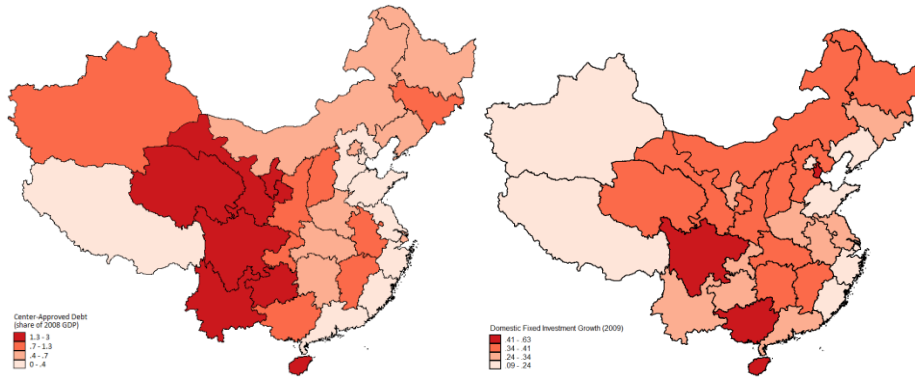 Center-Approved Debt
(share of 2008 GDP)
1.3 - 3
.7 - 1.3
.4 - .7
0 - .4
Domestic Fixed Investment Growth (2009)
.41 - .63
.34 - .41
.24 - .34
.09 - .24